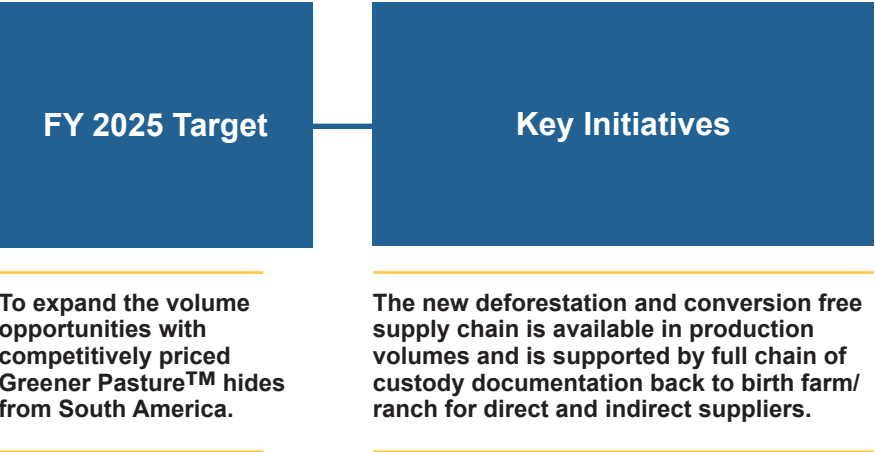 FY 2025 Target
Key Initiatives
To expand the volume
opportunities with
competitively priced
Greener Pasture™ hides
from South America.
The new deforestation and conversion free
supply chain is available in production
volumes and is supported by full chain of
custody documentation back to birth farm/
ranch for direct and indirect suppliers.